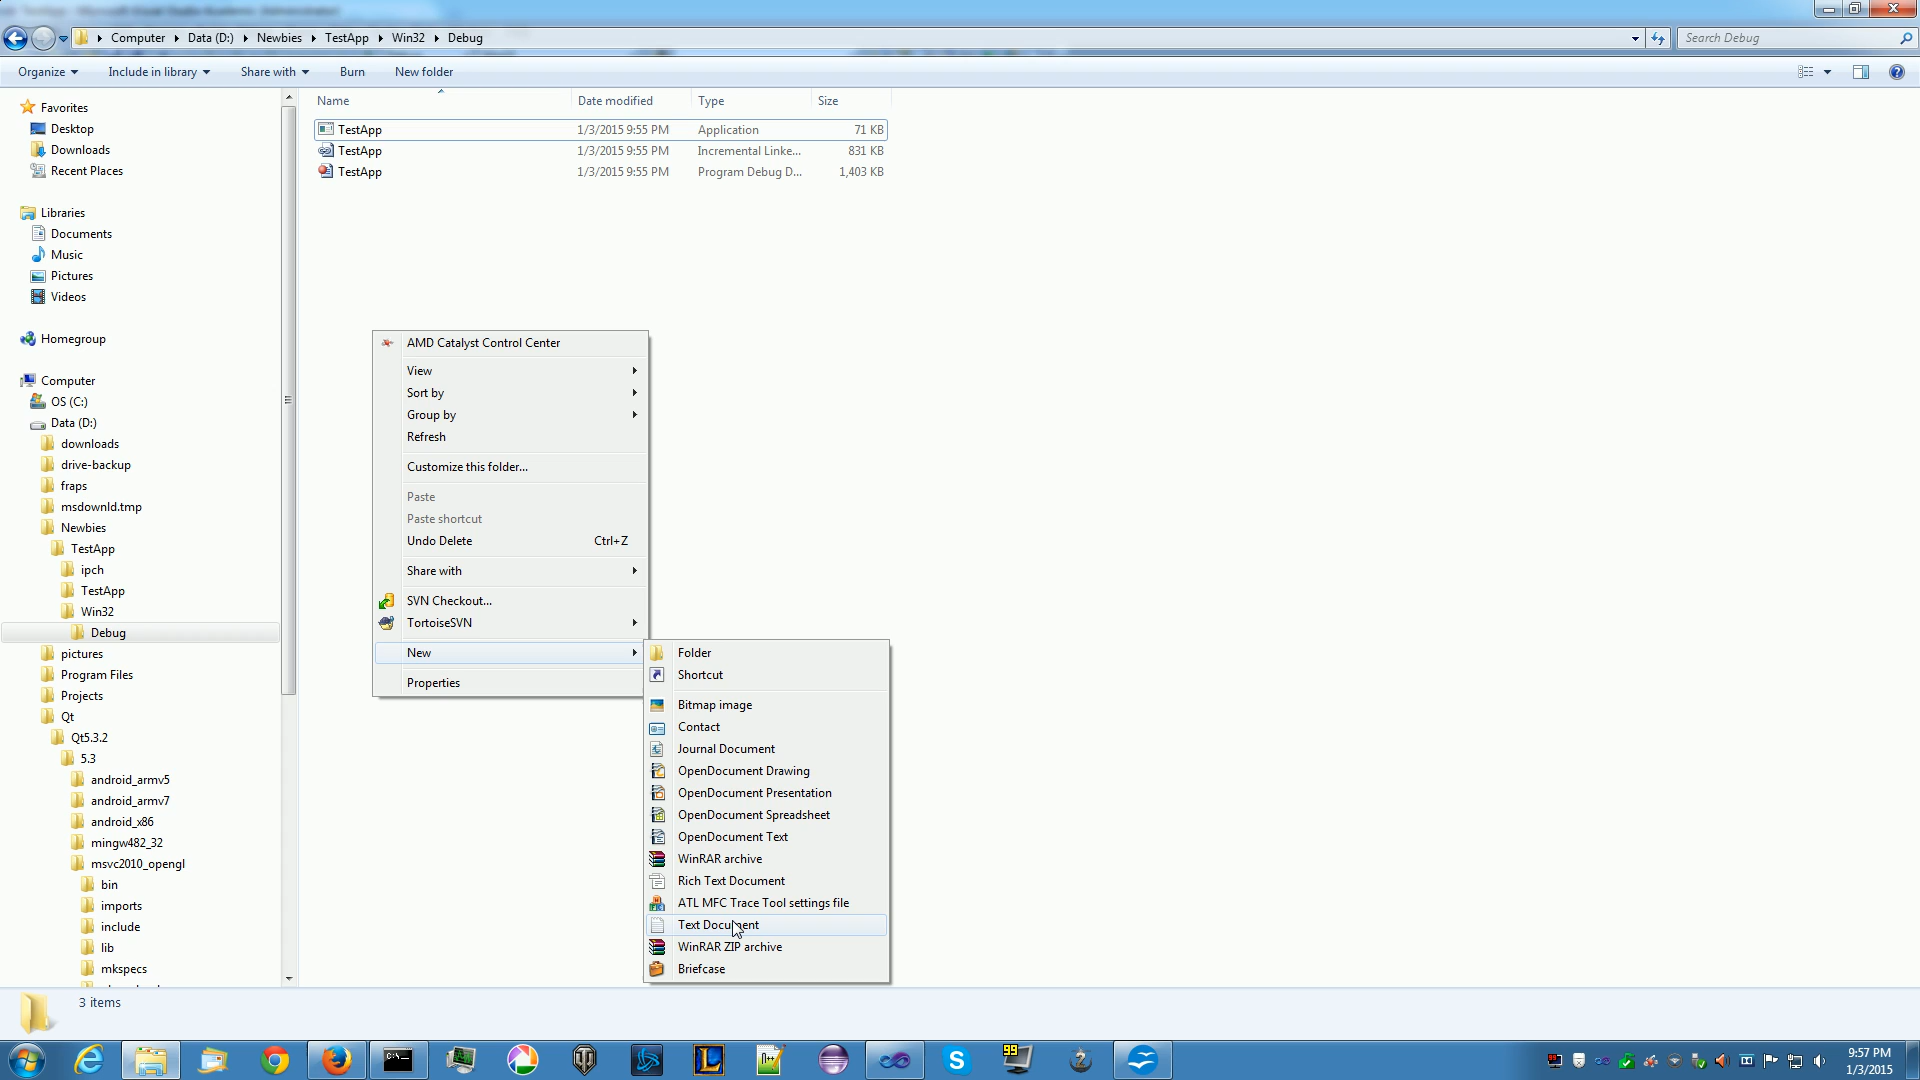 Computer Data (D:) Newbies TestApp Win32 Debug
Search Debug
Organize Include in library Share with Burn New folder
Name Date modified Type Size
TestApp 1/3/2015 9:55 PM Application 71 KB
TestApp 1/3/2015 9:55 PM Incremental Linke... 831 KB
TestApp 1/3/2015 9:55 PM Program Debug D... 1,403 KB
Favorites
Desktop
Downloads
Recent Places
Libraries
Documents
Music
Pictures
Videos
Homegroup
Computer
OS (C:)
Data (D:)
downloads
drive-backup
fraps
msdownld.tmp
Newbies
TestApp
ipch
TestApp
Win32
Debug
pictures
Program Files
Projects
Qt
Qt5.3.2
5.3
android_armv5
android_armv7
android_x86
mingw482_32
msvc2010_opengl
bin
imports
include
lib
mkspecs
AMD Catalyst Control Center
View
Sort by
Group by
Refresh
Customize this folder...
Paste
Paste shortcut
Undo Delete Ctrl+Z
Share with
SVN Checkout...
TortoiseSVN
New
Properties
Folder
Shortcut
Bitmap image
Contact
Journal Document
OpenDocument Drawing
OpenDocument Presentation
OpenDocument Spreadsheet
OpenDocument Text
WinRAR archive
Rich Text Document
ATL MFC Trace Tool settings file
Text Document
WinRAR ZIP archive
Briefcase
3 items
99
9:57 PM
1/3/2015